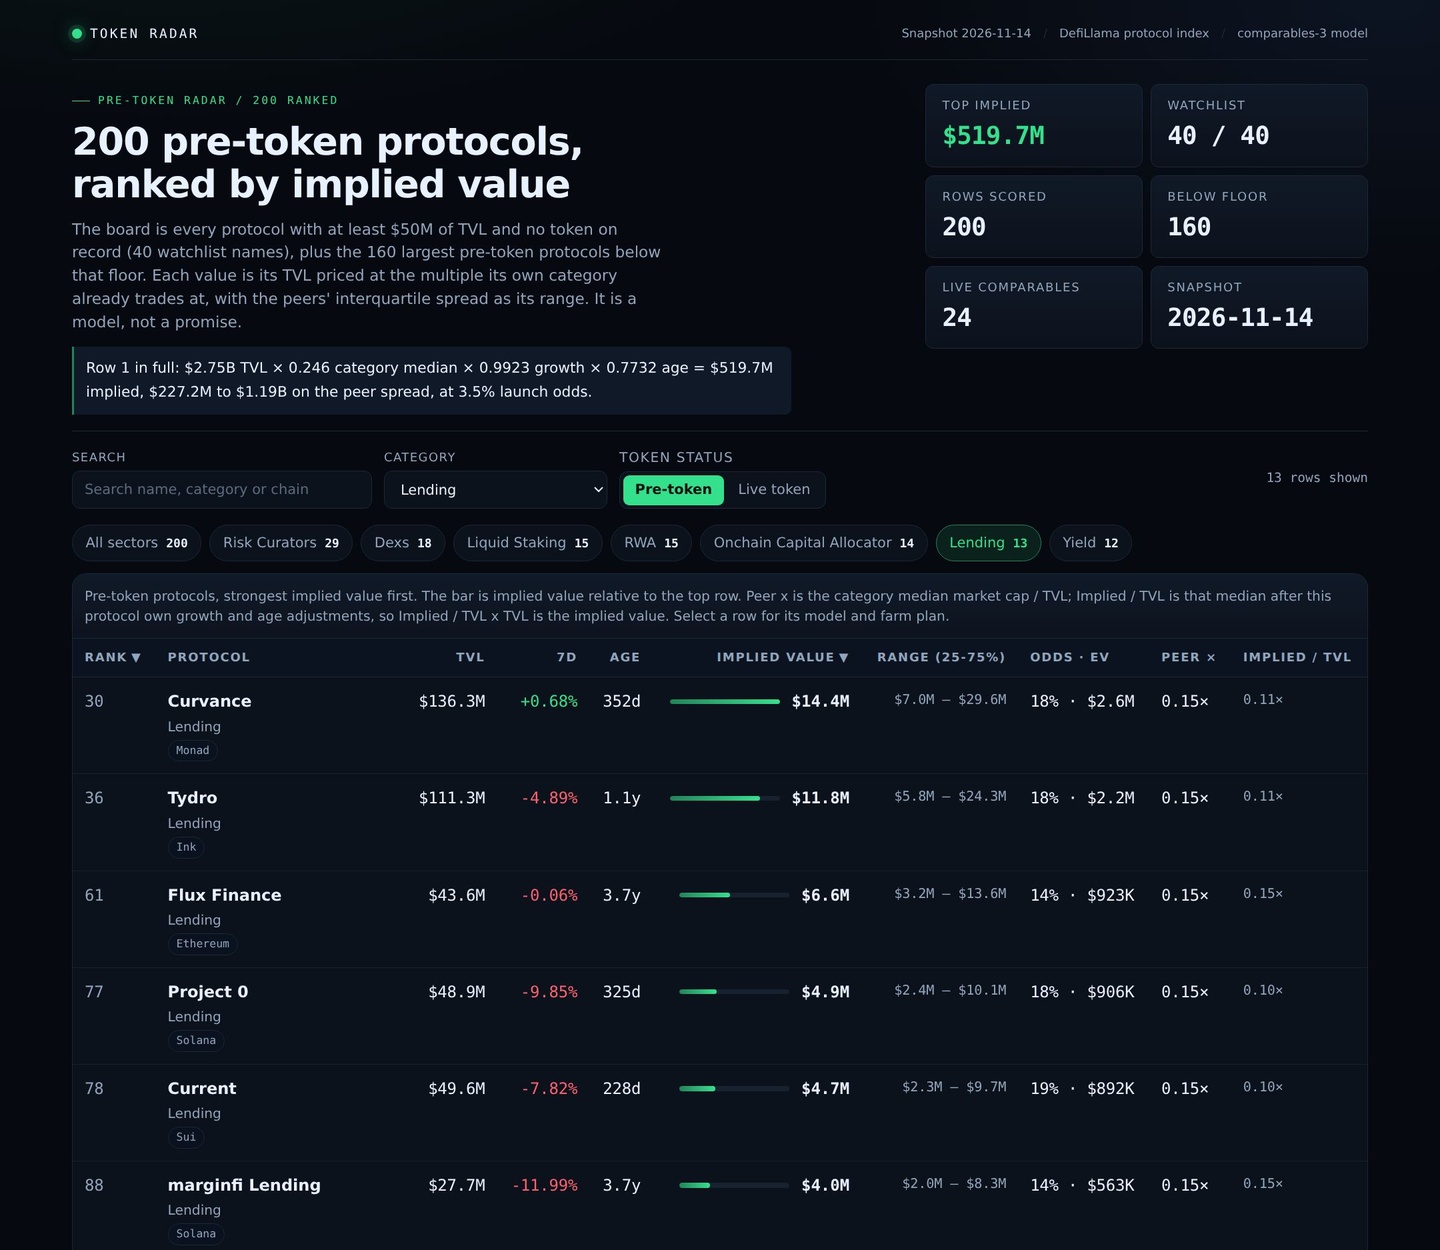 TOKEN RADAR
Snapshot 2026-11-14 / DefiLlama protocol index / comparables-3 model
PRE-TOKEN RADAR / 200 RANKED
200 pre-token protocols,
ranked by implied value
The board is every protocol with at least $50M of TVL and no token on
record (40 watchlist names), plus the 160 largest pre-token protocols below
that floor. Each value is its TVL priced at the multiple its own category
already trades at, with the peers' interquartile spread as its range. It is a
model, not a promise.
Row 1 in full: $2.75B TVL × 0.246 category median × 0.9923 growth × 0.7732 age = $519.7M
implied, $227.2M to $1.19B on the peer spread, at 3.5% launch odds.
TOP IMPLIED
$519.7M
WATCHLIST
40 / 40
ROWS SCORED
200
BELOW FLOOR
160
LIVE COMPARABLES
24
SNAPSHOT
2026-11-14
SEARCH
Search name, category or chain
CATEGORY
Lending
TOKEN STATUS
Pre-token Live token
13 rows shown
All sectors 200 Risk Curators 29 Dexs 18 Liquid Staking 15 RWA 15 Onchain Capital Allocator 14 Lending 13 Yield 12
Pre-token protocols, strongest implied value first. The bar is implied value relative to the top row. Peer x is the category median market cap / TVL; Implied / TVL is that median after this
protocol own growth and age adjustments, so Implied / TVL x TVL is the implied value. Select a row for its model and farm plan.
RANK ▼ PROTOCOL TVL 7D AGE IMPLIED VALUE ▼ RANGE (25-75%) ODDS · EV PEER × IMPLIED / TVL
30 Curvance $136.3M +0.68% 352d $14.4M $7.0M — $29.6M 18% · $2.6M 0.15× 0.11×
Lending
Monad
36 Tydro $111.3M -4.89% 1.1y $11.8M $5.8M — $24.3M 18% · $2.2M 0.15× 0.11×
Lending
Ink
61 Flux Finance $43.6M -0.06% 3.7y $6.6M $3.2M — $13.6M 14% · $923K 0.15× 0.15×
Lending
Ethereum
77 Project 0 $48.9M -9.85% 325d $4.9M $2.4M — $10.1M 18% · $906K 0.15× 0.10×
Lending
Solana
78 Current $49.6M -7.82% 228d $4.7M $2.3M — $9.7M 19% · $892K 0.15× 0.10×
Lending
Sui
88 marginfi Lending $27.7M -11.99% 3.7y $4.0M $2.0M — $8.3M 14% · $563K 0.15× 0.15×
Lending
Solana